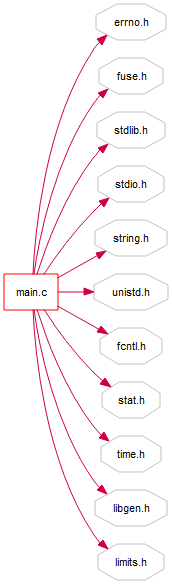 errno.h
fuse.h
stdlib.h
stdio.h
string.h
main.c
unistd.h
fcntl.h
stat.h
time.h
libgen.h
limits.h